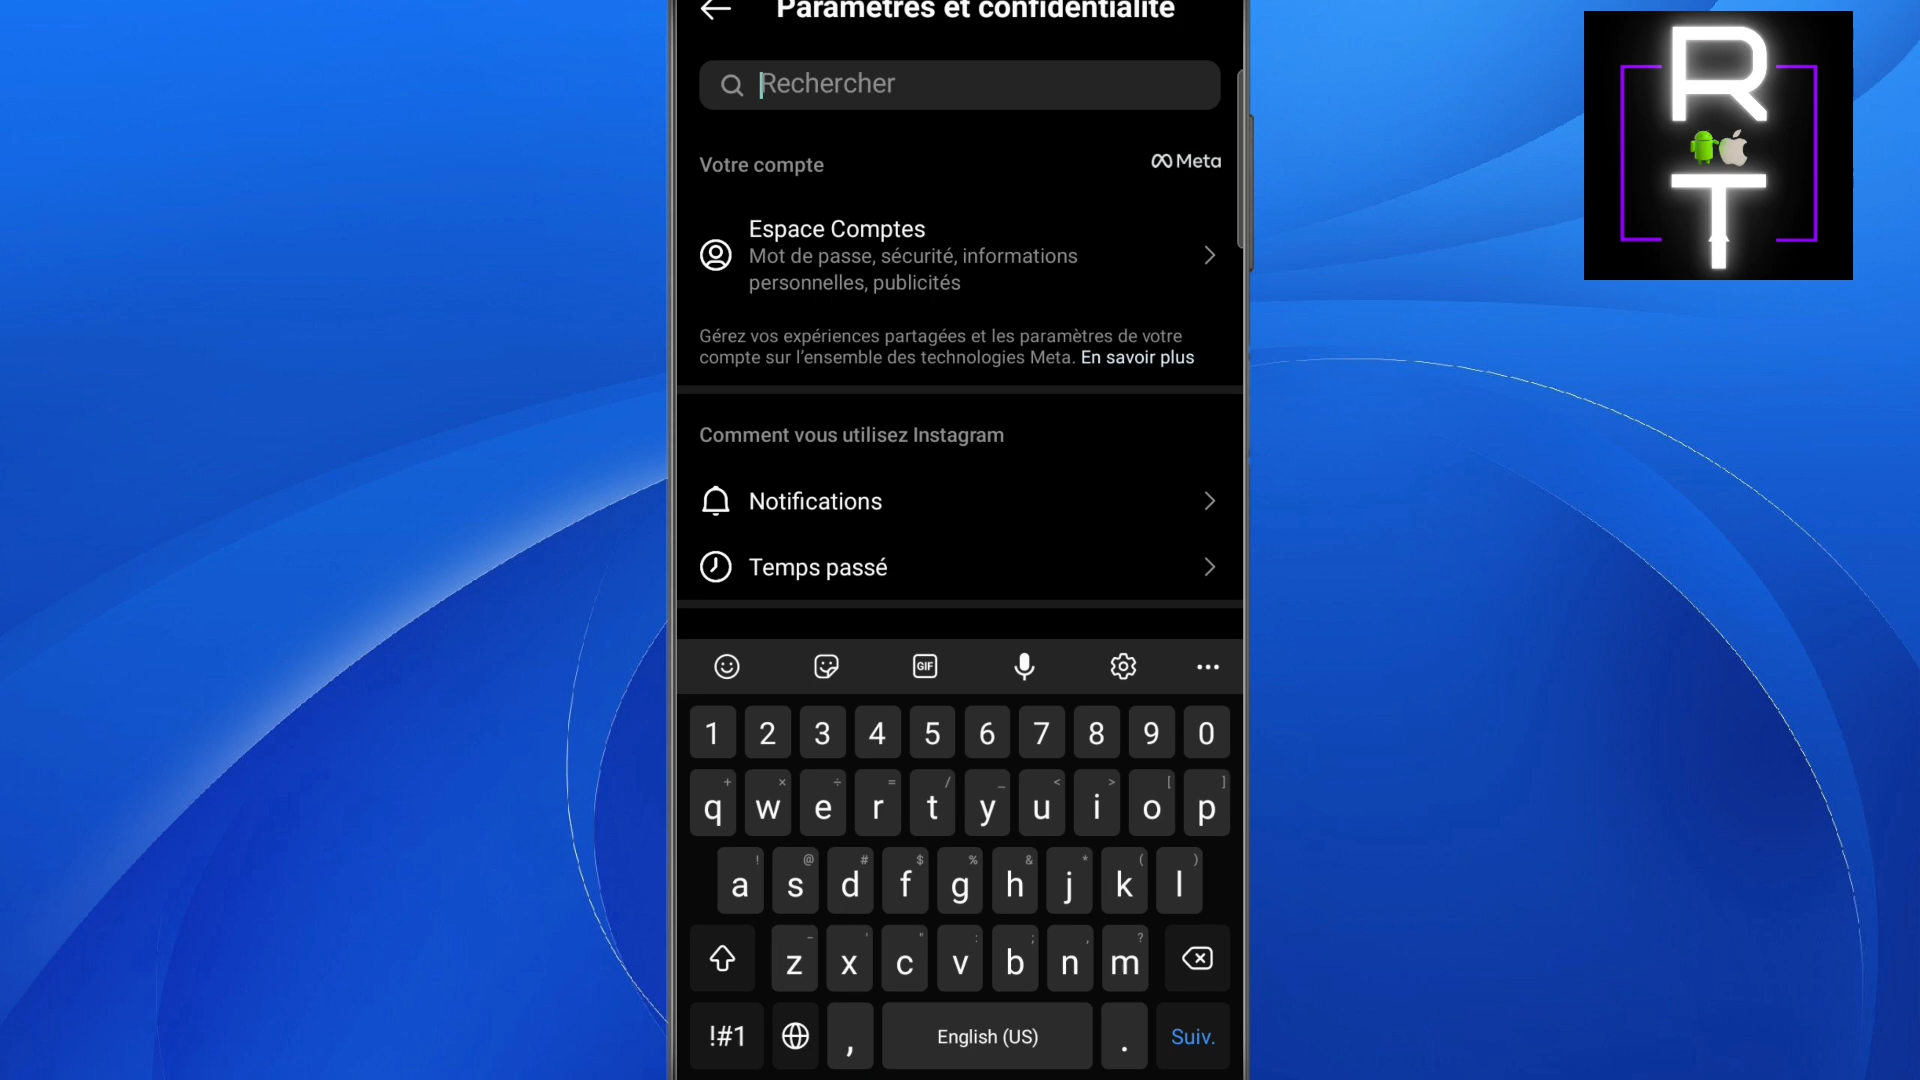 Paramètres et confidentialité
Rechercher
Votre compte
Meta
Espace Comptes
Mot de passe, sécurité, informations
personnelles, publicités
Gérez vos expériences partagées et les paramètres de votre
compte sur l’ensemble des technologies Meta. En savoir plus
Comment vous utilisez Instagram
Notifications
Temps passé
GIF
1 2 3 4 5 6 7 8 9 0
+ × ÷ = / _ < > [ ]
q w e r t y u i o p
! @ # $ % & * ( )
a s d f g h j k l
- ' " : ; , ?
z x c v b n m
!#1 , English (US) . Suiv.
R
T